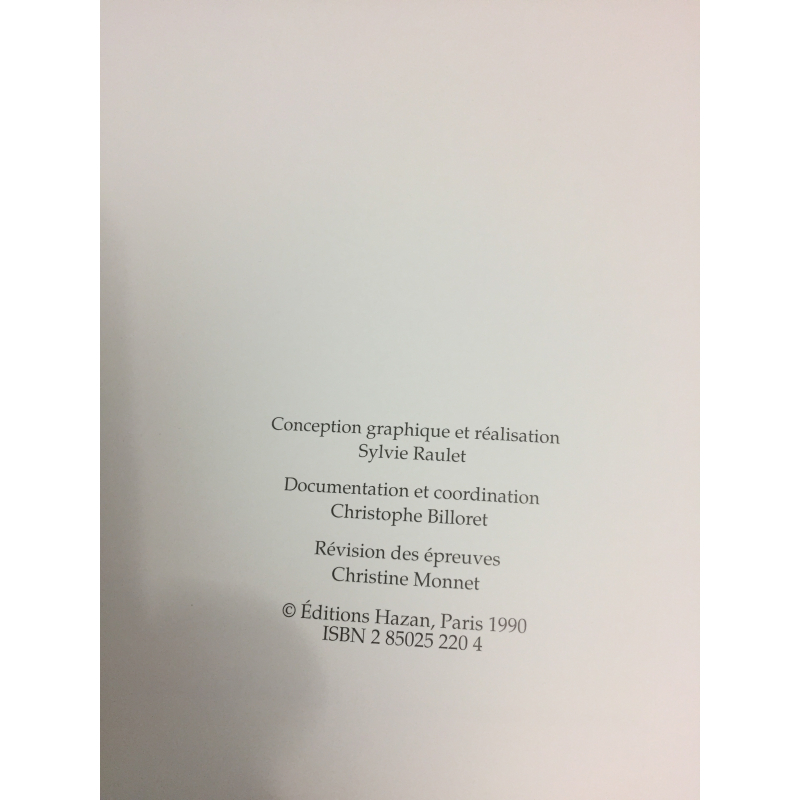 Conception graphique et réalisation
Sylvie Raulet
Documentation et coordination
Christophe Billoret
Révision des épreuves
Christine Monnet
© Éditions Hazan, Paris 1990
ISBN 2 85025 220 4